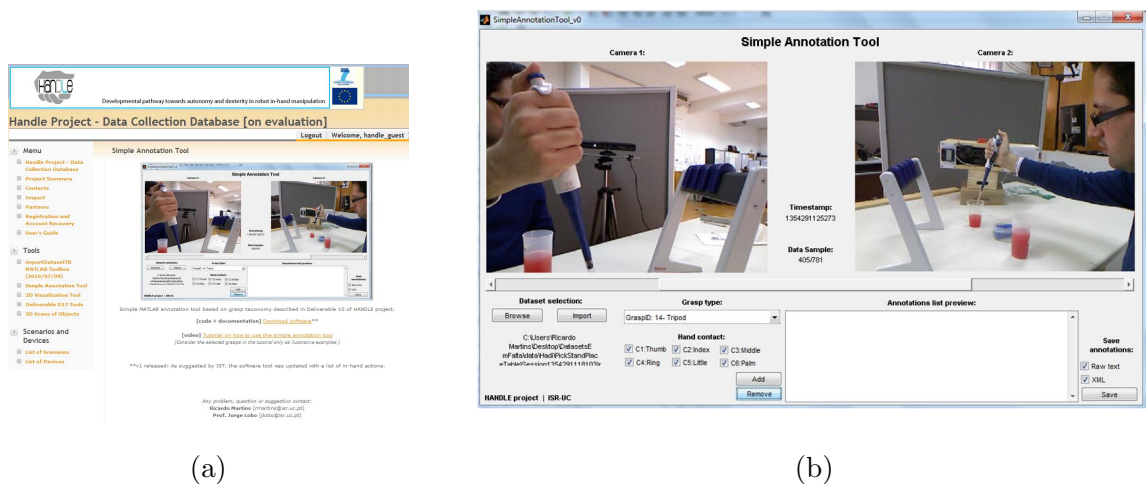 HANDLE
Developmental pathway towards autonomy and dexterity in robot in-hand manipulation
Handle Project - Data Collection Database [on evaluation]
Logout Welcome, handle_guest
Menu
Handle Project - Data
Collection Database
Project Summary
Contacts
Impact
Partners
Registration and
Account Recovery
User's Guide
Tools
importDatasetTB
MATLAB Toolbox
[2010/07/04]
Simple Annotation Tool
3D Visualization Tool
Deliverable D17 Tools
3D Scans of Objects
Scenarios and
Devices
List of Scenarios
List of Devices
Simple Annotation Tool
Simple Annotation Tool
Simple MATLAB annotation tool based on grasp taxonomy described in Deliverable 10 of HANDLE project.
[code + documentation] Download software**
[video] Tutorial on how to use the simple annotation tool
(Consider the selected grasps in the tutorial only as ilustrative examples.)
**v1 released: As suggested by IST, the software tool was updated with a list of in-hand actions.
Any problem, question or suggestion contact:
Ricardo Martins (rmartins@isr.uc.pt)
Prof. Jorge Lobo (jlobo@isr.uc.pt)
(a)
SimpleAnnotationTool_v0
Simple Annotation Tool
Camera 1: Camera 2:
Timestamp:
1354291125273
Data Sample:
405/781
Dataset selection:
Browse Import
C:\Users\Ricardo
Martins\Desktop\DatasetsE
mFalta\data\Hadi\PickStandPlac
eTable\Session1354291118103\r
HANDLE project | ISR-UC
Grasp type:
GraspID: 14- Tripod
Hand contact:
C1:Thumb C2:Index C3:Middle
C4:Ring C5:Little C6:Palm
Add
Remove
Annotations list preview:
Save
annotations:
Raw text
XML
Save
(b)